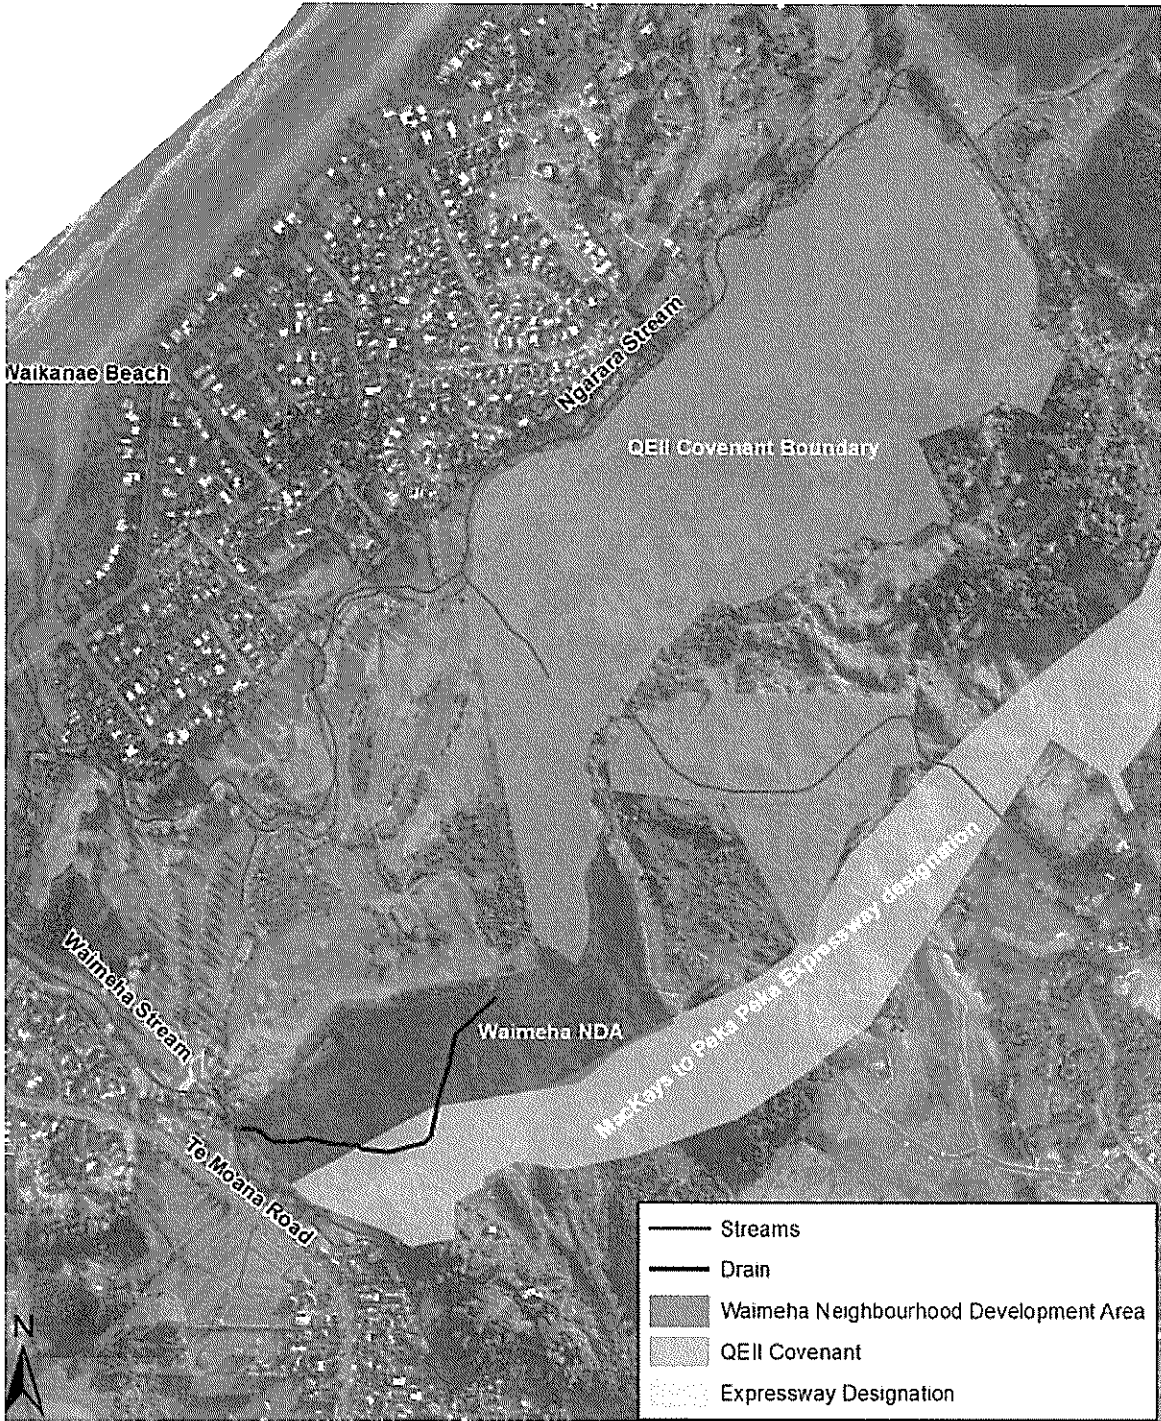 Ngarara Stream
Waikanae Beach
QEII Covenant Boundary
Waimeha Stream
Waimeha NDA
MacKays to Peka Peka Expressway designation
Te Moana Road
Streams
Drain
Waimeha Neighbourhood Development Area
QEII Covenant
Expressway Designation
N